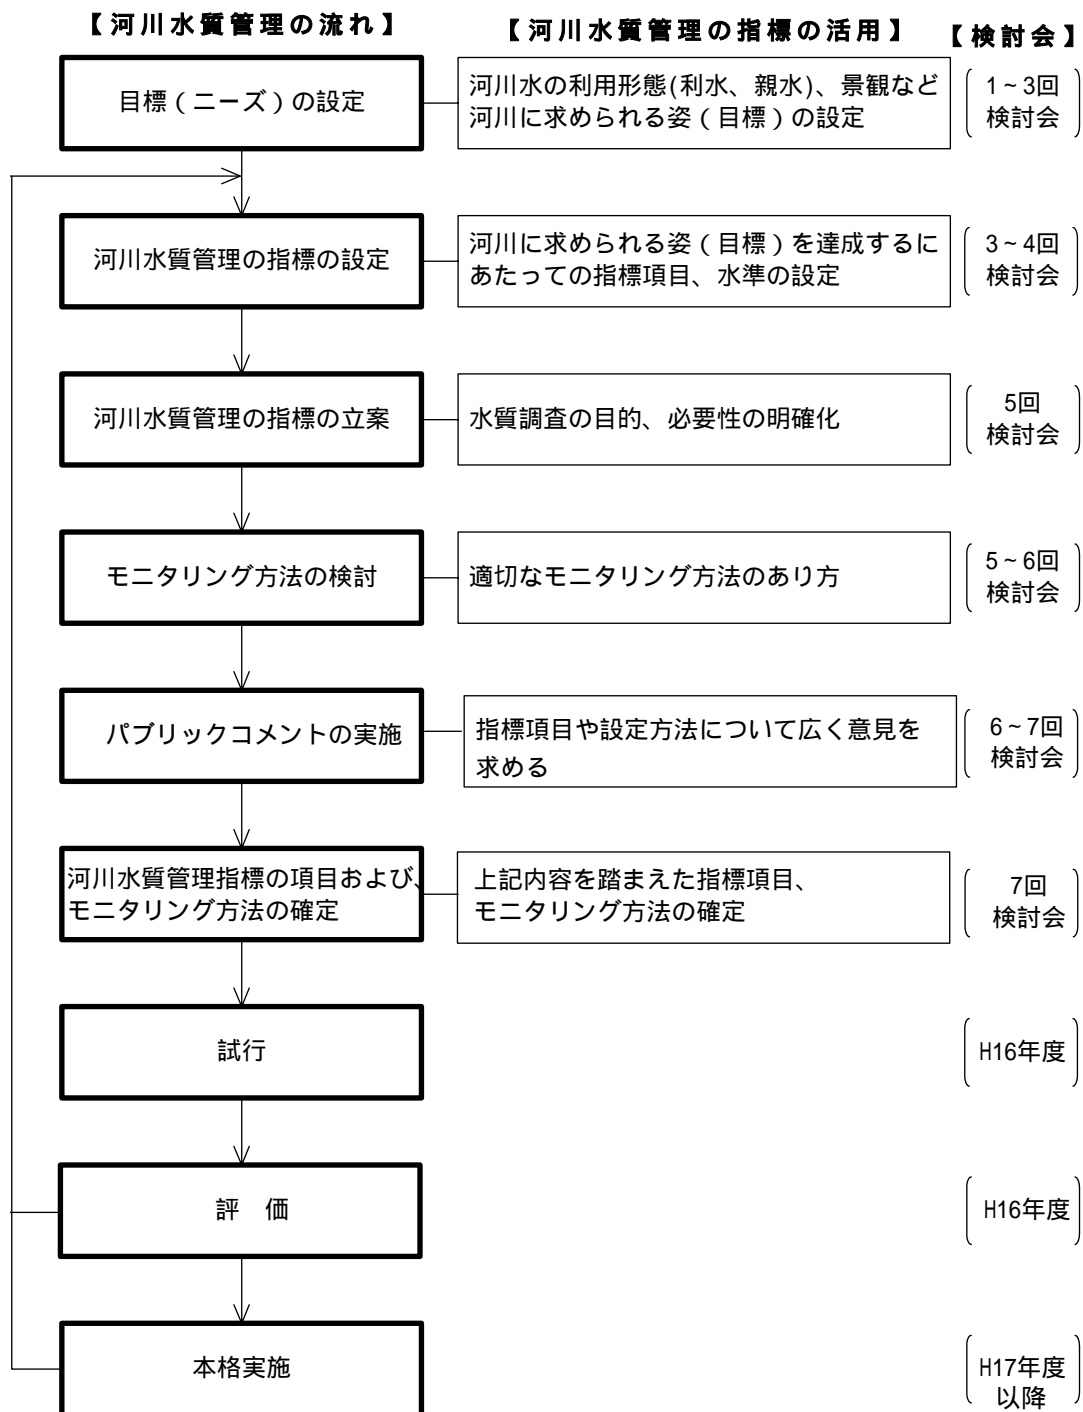 【河川水質管理の流れ】
【河川水質管理の指標の活用】
【検討会】
目標（ニーズ）の設定
河川水の利用形態(利水、親水)、景観など
河川に求められる姿（目標）の設定
1~3回
検討会
河川水質管理の指標の設定
河川に求められる姿（目標）を達成するに
あたっての指標項目、水準の設定
3~4回
検討会
河川水質管理の指標の立案
水質調査の目的、必要性の明確化
5回
検討会
モニタリング方法の検討
適切なモニタリング方法のあり方
5~6回
検討会
パブリックコメントの実施
指標項目や設定方法について広く意見を
求める
6~7回
検討会
河川水質管理指標の項目および、
モニタリング方法の確定
上記内容を踏まえた指標項目、
モニタリング方法の確定
7回
検討会
試行
H16年度
評　価
H16年度
本格実施
H17年度
以降